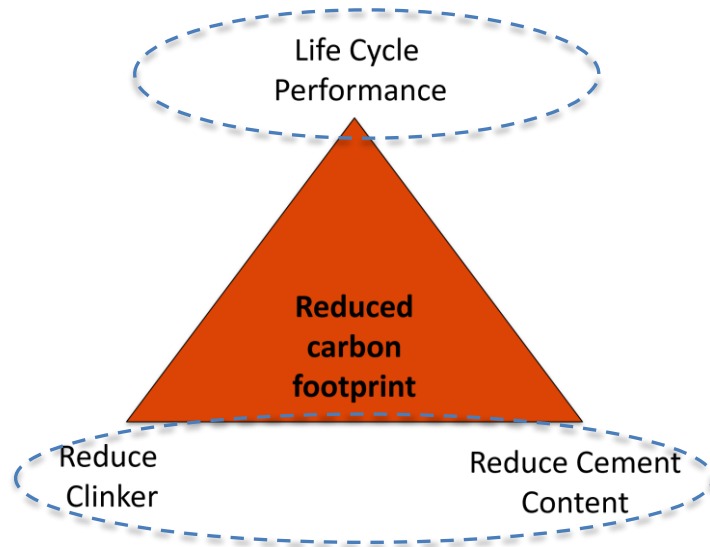 Life Cycle
Performance
Reduced
carbon
footprint
Reduce
Clinker
Reduce Cement
Content